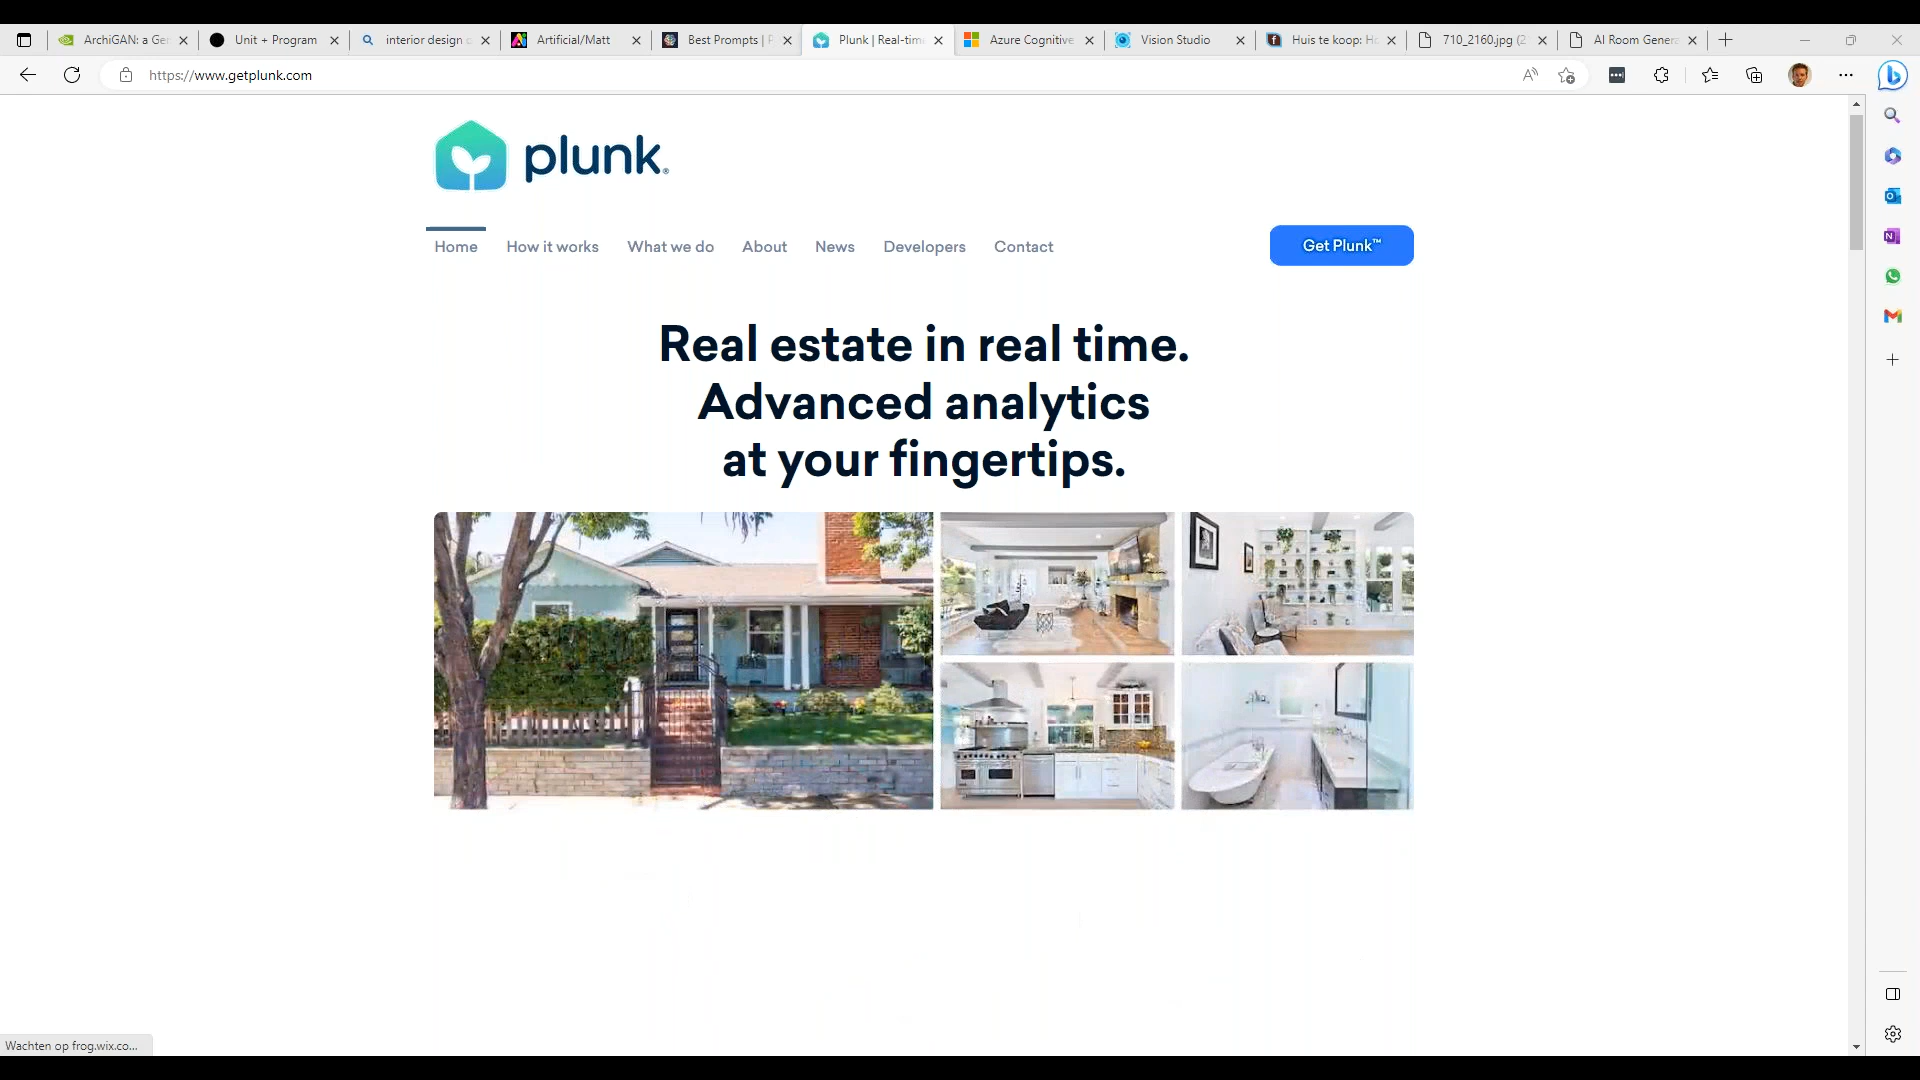 ArchiGAN: a Ge
Unit + Program
interior design
Artificial/Matt
Best Prompts |
Plunk | Real-tim
Azure Cognitive
Vision Studio
Huis te koop: H
710_2160.jpg (2
AI Room Genera
https://www.getplunk.com
plunk®
Home
How it works
What we do
About
News
Developers
Contact
Get Plunk™
Real estate in real time.
Advanced analytics
at your fingertips.
Wachten op frog.wix.co...